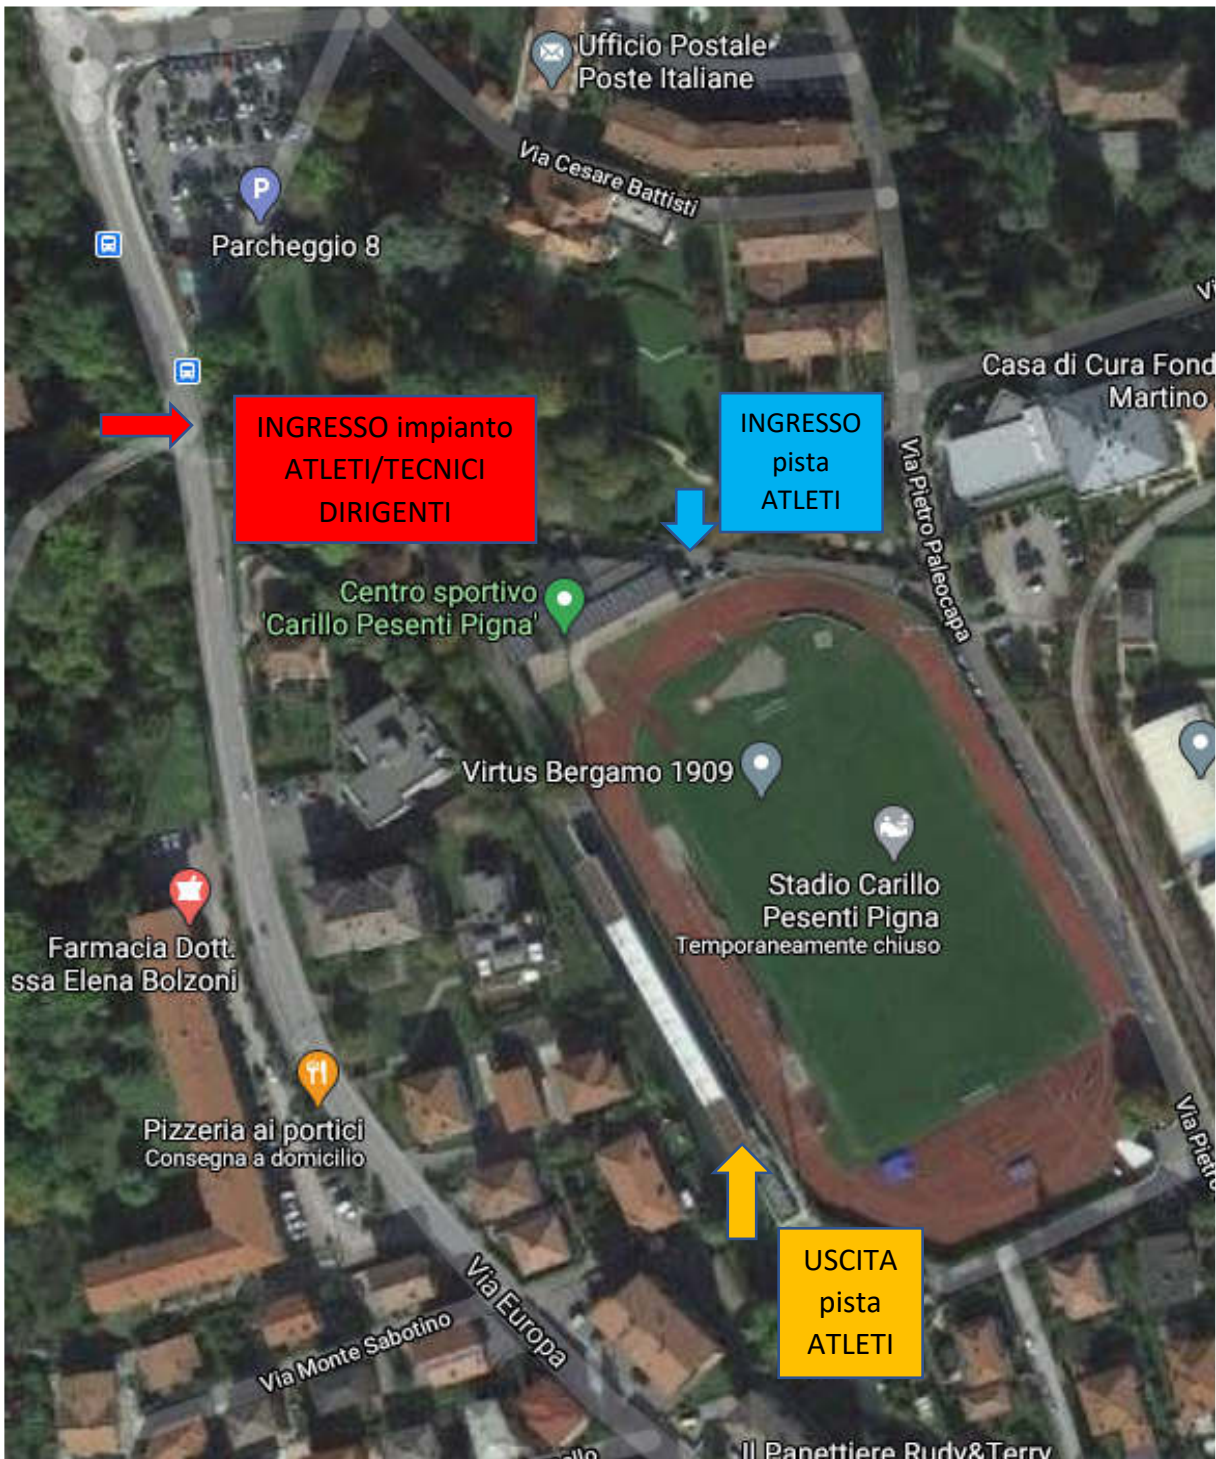 Ufficio Postale
Poste Italiane
Via Cesare Battisti
P
Parcheggio 8
Casa di Cura Fond
Martino
INGRESSO impianto
ATLETI/TECNICI
DIRIGENTI
INGRESSO
pista
ATLETI
Via Pietro Paleocapa
Centro sportivo
'Carillo Pesenti Pigna'
Virtus Bergamo 1909
Stadio Carillo
Pesenti Pigna
Temporaneamente chiuso
Farmacia Dott.
ssa Elena Bolzoni
Pizzeria ai portici
Consegna a domicilio
Via Pietro
USCITA
pista
ATLETI
Via Europa
Via Monte Sabotino
Il Panettiere Rudy&Terry